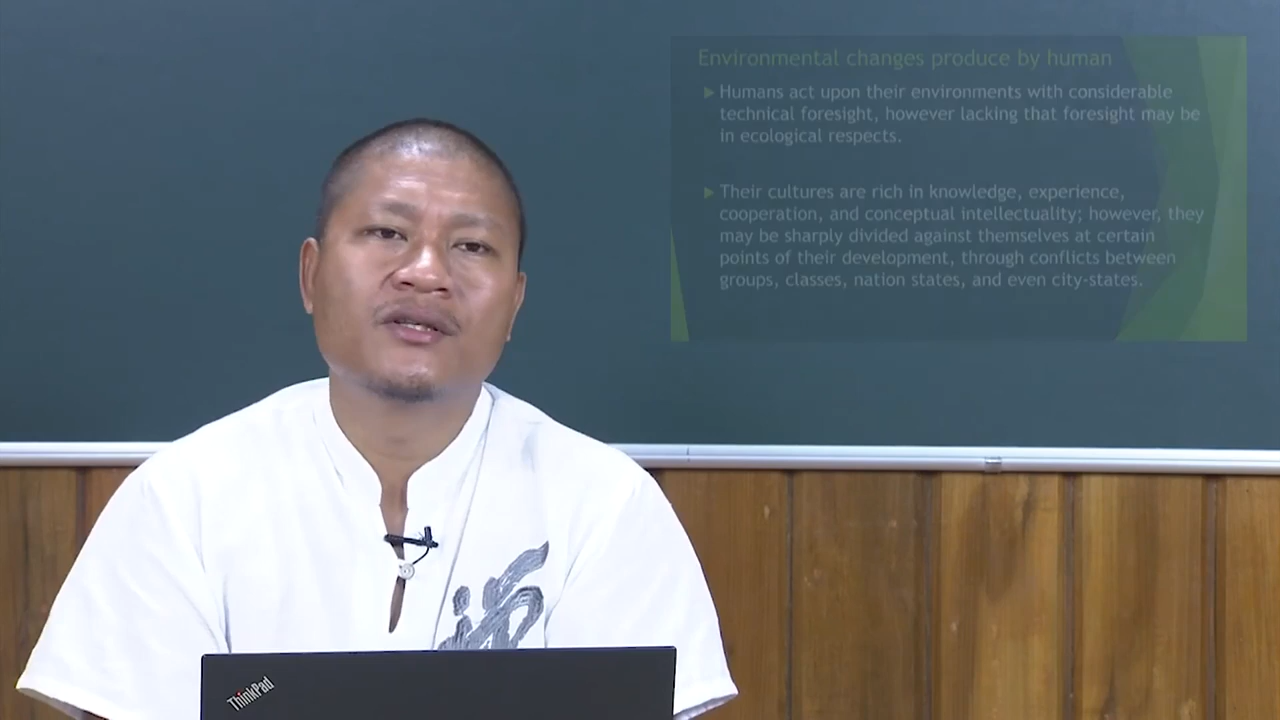 Environmental changes produce by human
Humans act upon their environments with considerable
technical foresight, however lacking that foresight may be
in ecological respects.
Their cultures are rich in knowledge, experience,
cooperation, and conceptual intellectuality; however, they
may be sharply divided against themselves at certain
points of their development, through conflicts between
groups, classes, nation states, and even city-states.
ThinkPad